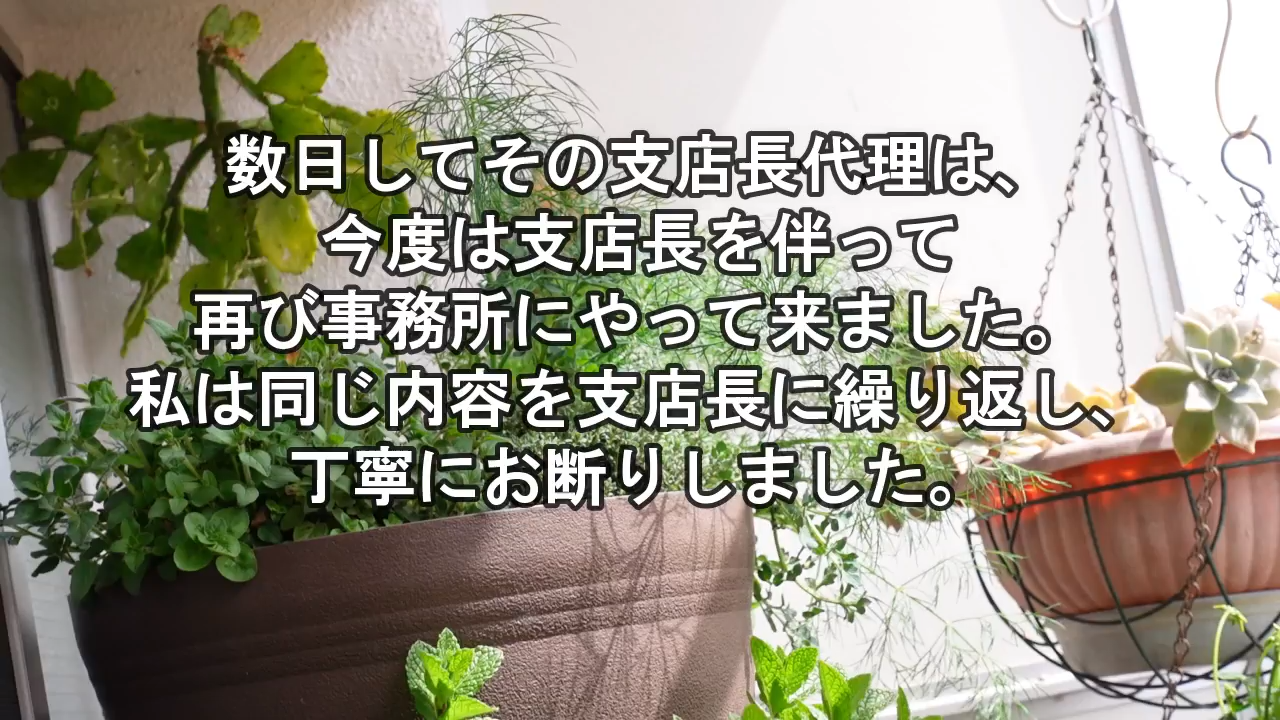 数日してその支店長代理は、
今度は支店長を伴って
再び事務所にやって来ました。
私は同じ内容を支店長に繰り返し、
丁寧にお断りしました。